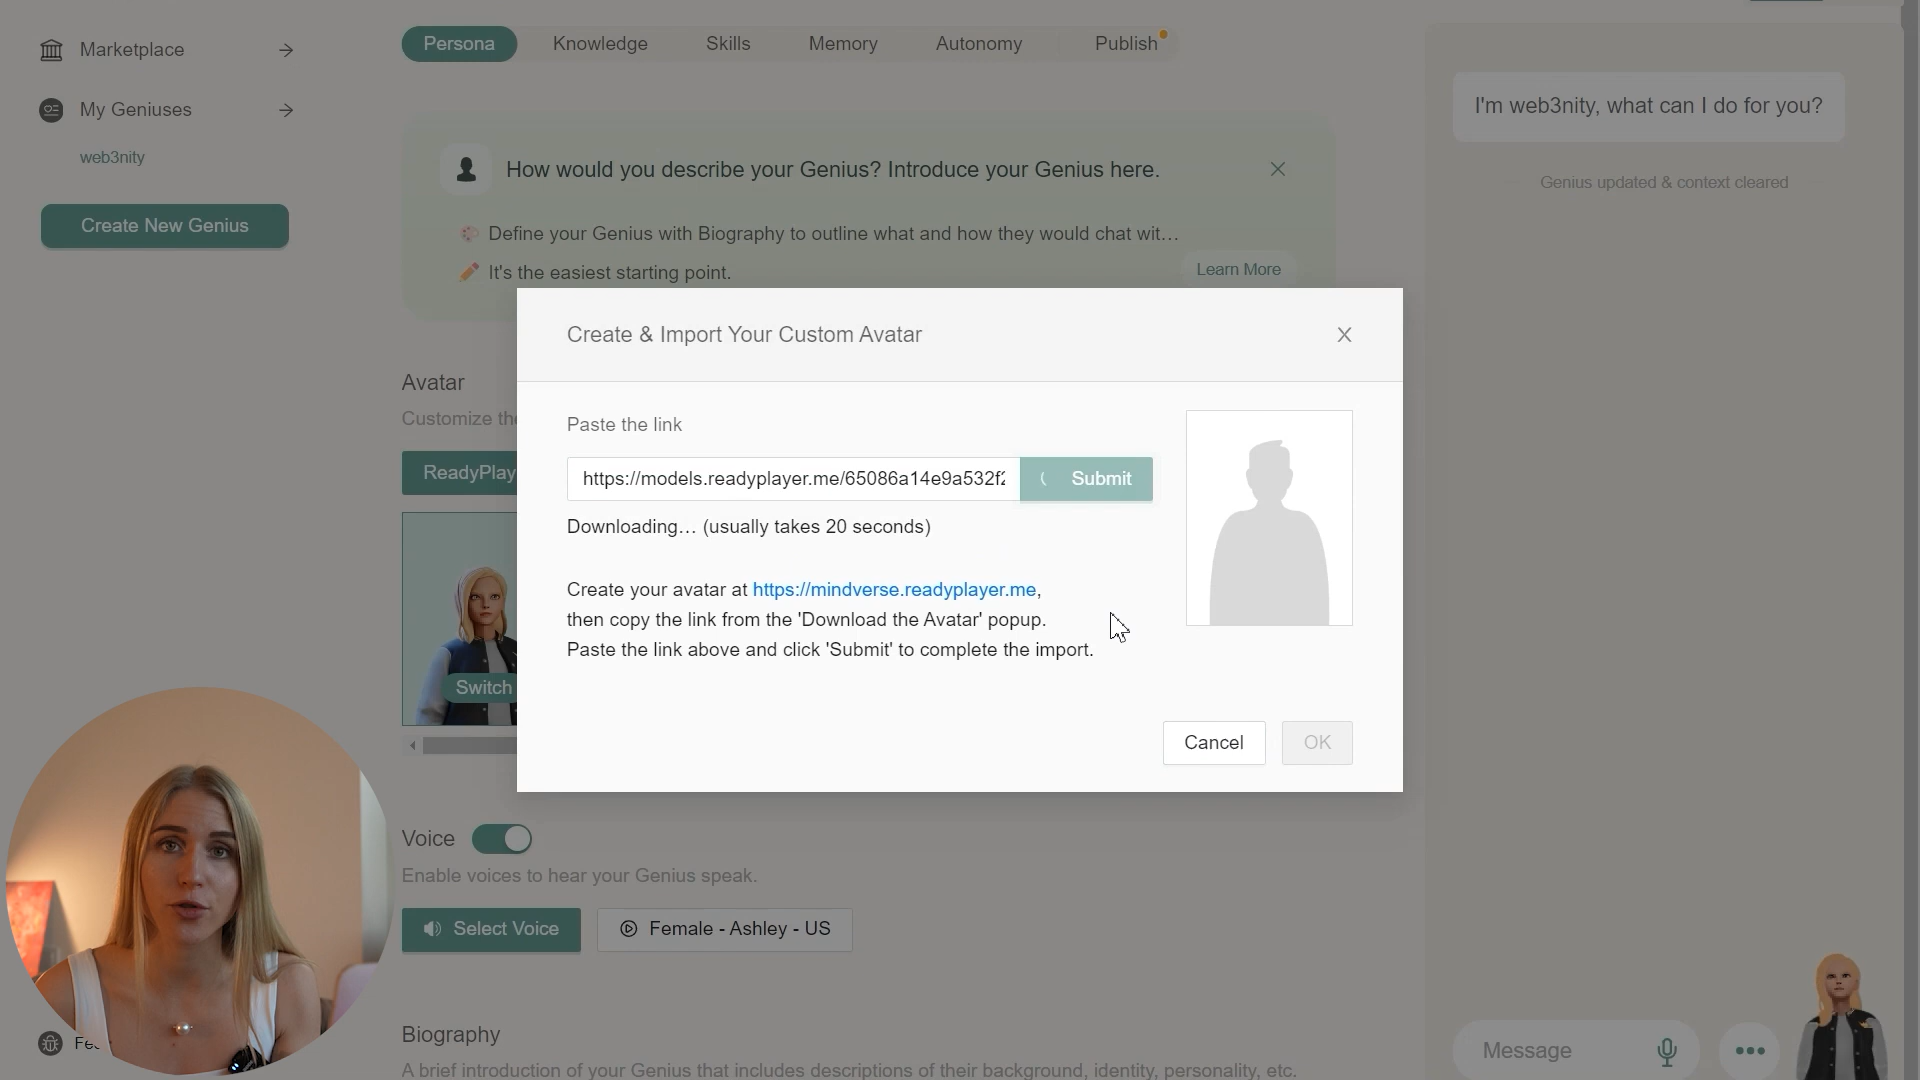 Marketplace
My Geniuses
web3nity
Create New Genius
Persona
Knowledge
Skills
Memory
Autonomy
Publish
How would you describe your Genius? Introduce your Genius here.
Define your Genius with Biography to outline what and how they would chat wit...
It's the easiest starting point.
Learn More
Avatar
Customize the
ReadyPlay
Switch
Create & Import Your Custom Avatar
Paste the link
https://models.readyplayer.me/65086a14e9a532f
Submit
Downloading... (usually takes 20 seconds)
Create your avatar at https://mindverse.readyplayer.me,
then copy the link from the 'Download the Avatar' popup.
Paste the link above and click 'Submit' to complete the import.
Cancel
OK
Voice
Enable voices to hear your Genius speak.
Select Voice
Female - Ashley - US
Biography
A brief introduction of your Genius that includes descriptions of their background, identity, personality, etc.
I'm web3nity, what can I do for you?
Genius updated & context cleared
Message